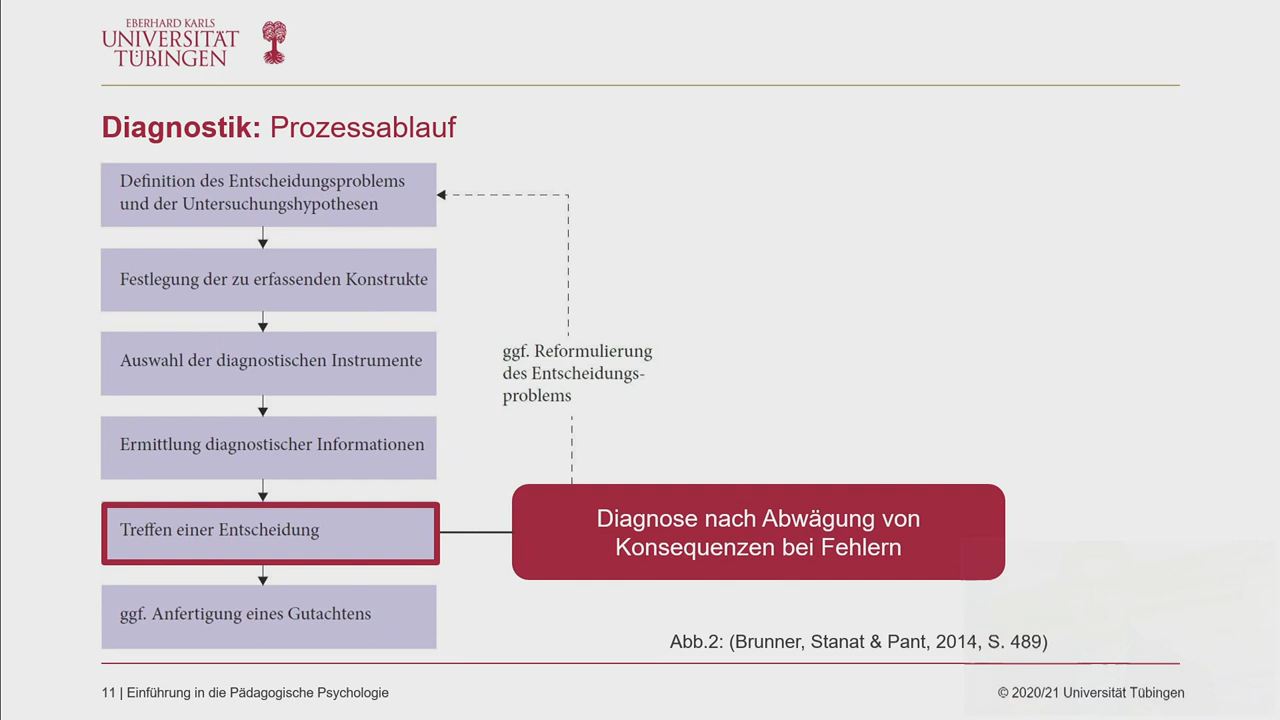 EBERHARD KARLS
UNIVERSITÄT
TÜBINGEN
Diagnostik: Prozessablauf
Definition des Entscheidungsproblems
und der Untersuchungshypothesen
Festlegung der zu erfassenden Konstrukte
Auswahl der diagnostischen Instrumente
ggf. Reformulierung
des Entscheidungs-
problems
Ermittlung diagnostischer Informationen
Treffen einer Entscheidung
Diagnose nach Abwägung von
Konsequenzen bei Fehlern
ggf. Anfertigung eines Gutachtens
Abb.2: (Brunner, Stanat & Pant, 2014, S. 489)
11 | Einführung in die Pädagogische Psychologie
© 2020/21 Universität Tübingen